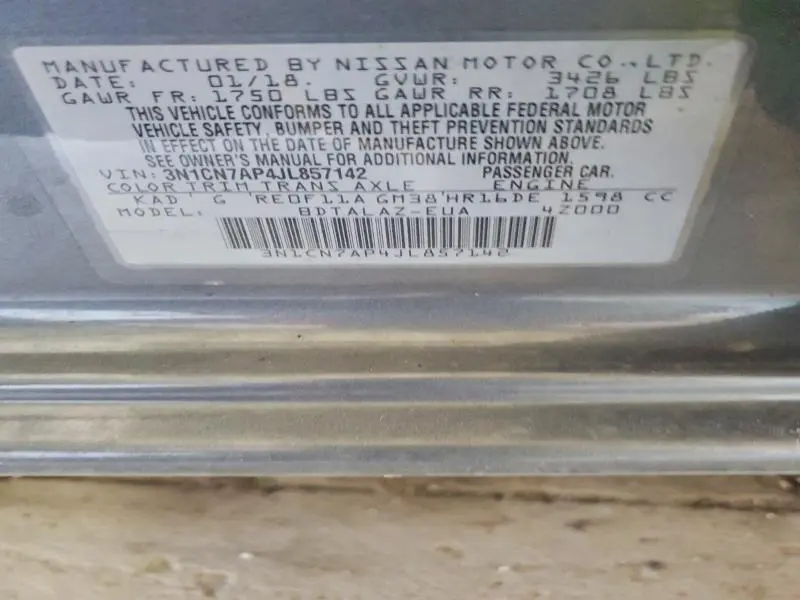 MANUFACTURED BY NISSAN MOTOR CO., LTD.
DATE: 01/18. GVWR: 3426 LBS
GAWR FR: 1750 LBS GAWR RR: 1708 LBS
THIS VEHICLE CONFORMS TO ALL APPLICABLE FEDERAL MOTOR
VEHICLE SAFETY, BUMPER AND THEFT PREVENTION STANDARDS
IN EFFECT ON THE DATE OF MANUFACTURE SHOWN ABOVE.
SEE OWNER'S MANUAL FOR ADDITIONAL INFORMATION.
VIN: 3N1CN7AP4JL857142 PASSENGER CAR.
COLOR TRIM TRANS AXLE ENGINE
KAD G RE0F11A GM38 HR16DE 1598 CC
MODEL: BDTALAZ-EUA 4Z000
3N1CN7AP4JL857142